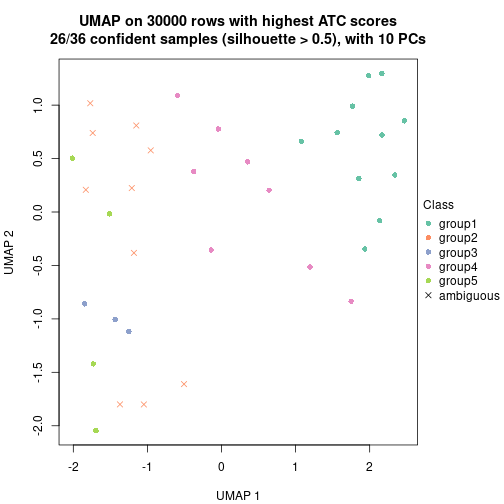 UMAP on 30000 rows with highest ATC scores
26/36 confident samples (silhouette > 0.5), with 10 PCs
UMAP 2
1.0
0.5
0.0
-0.5
-1.0
-1.5
-2.0
-2
-1
0
1
2
UMAP 1
Class
group1
group2
group3
group4
group5
ambiguous